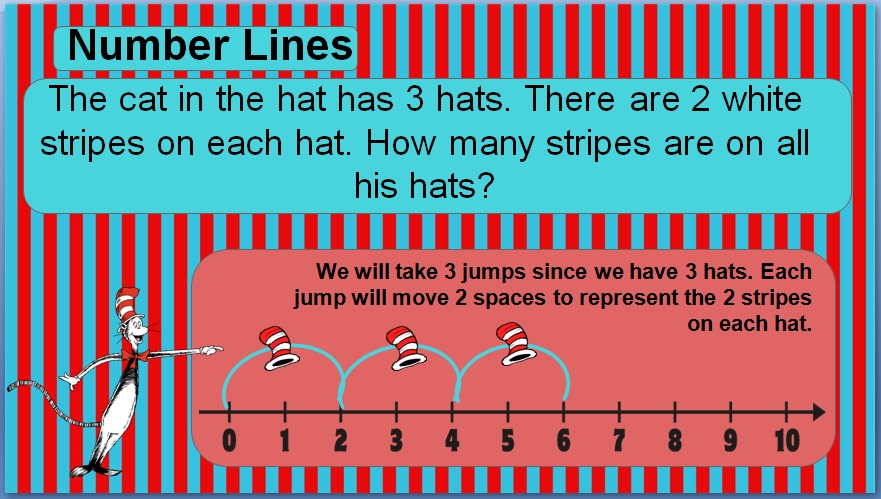 Number Lines
The cat in the hat has 3 hats. There are 2 white
stripes on each hat. How many stripes are on all
his hats?
We will take 3 jumps since we have 3 hats. Each
jump will move 2 spaces to represent the 2 stripes
on each hat.
0 1 2 3 4 5 6 7 8 9 10